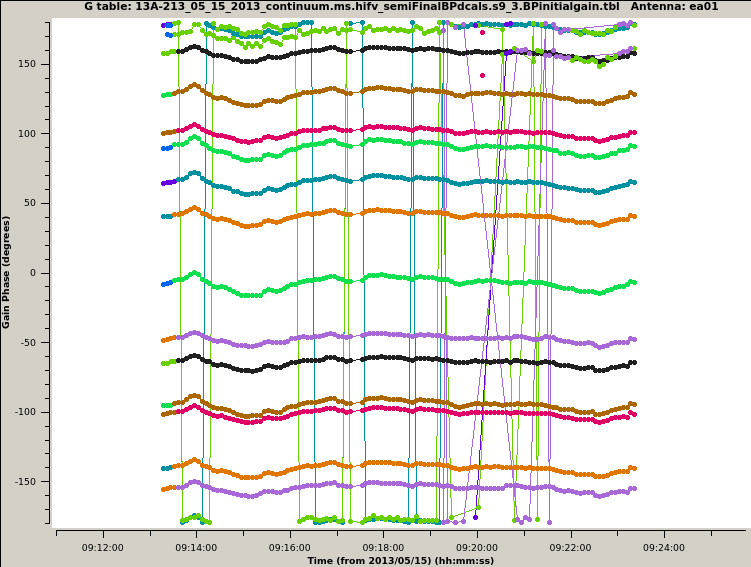 G table: 13A-213_05_15_2013_continuum.ms.hifv_semiFinalBPdcals.s9_3.BPinitialgain.tbl Antenna: ea01
150
100
50
0
-50
-100
-150
Gain Phase (degrees)
09:12:00 09:14:00 09:16:00 09:18:00 09:20:00 09:22:00 09:24:00
Time (from 2013/05/15) (hh:mm:ss)